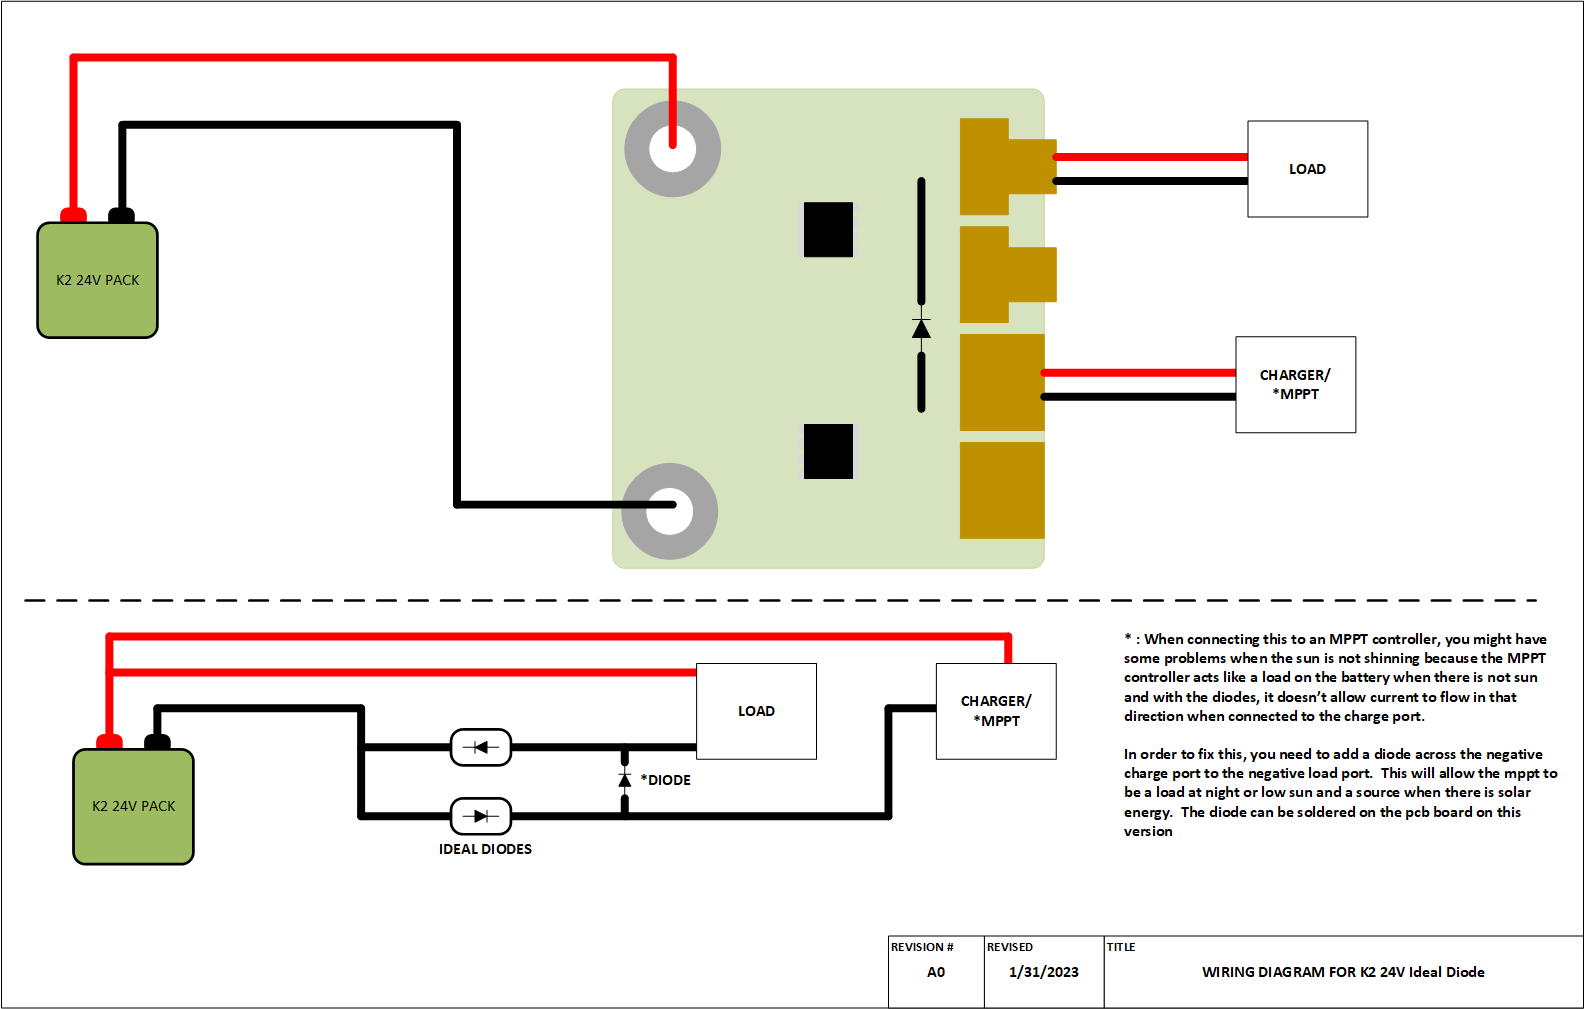 K2 24V PACK
LOAD
CHARGER/
*MPPT
LOAD
CHARGER/
*MPPT
*DIODE
K2 24V PACK
IDEAL DIODES
* : When connecting this to an MPPT controller, you might have
some problems when the sun is not shinning because the MPPT
controller acts like a load on the battery when there is not sun
and with the diodes, it doesn’t allow current to flow in that
direction when connected to the charge port.
In order to fix this, you need to add a diode across the negative
charge port to the negative load port.  This will allow the mppt to
be a load at night or low sun and a source when there is solar
energy.  The diode can be soldered on the pcb board on this
version
REVISION #
A0
REVISED
1/31/2023
TITLE
WIRING DIAGRAM FOR K2 24V Ideal Diode